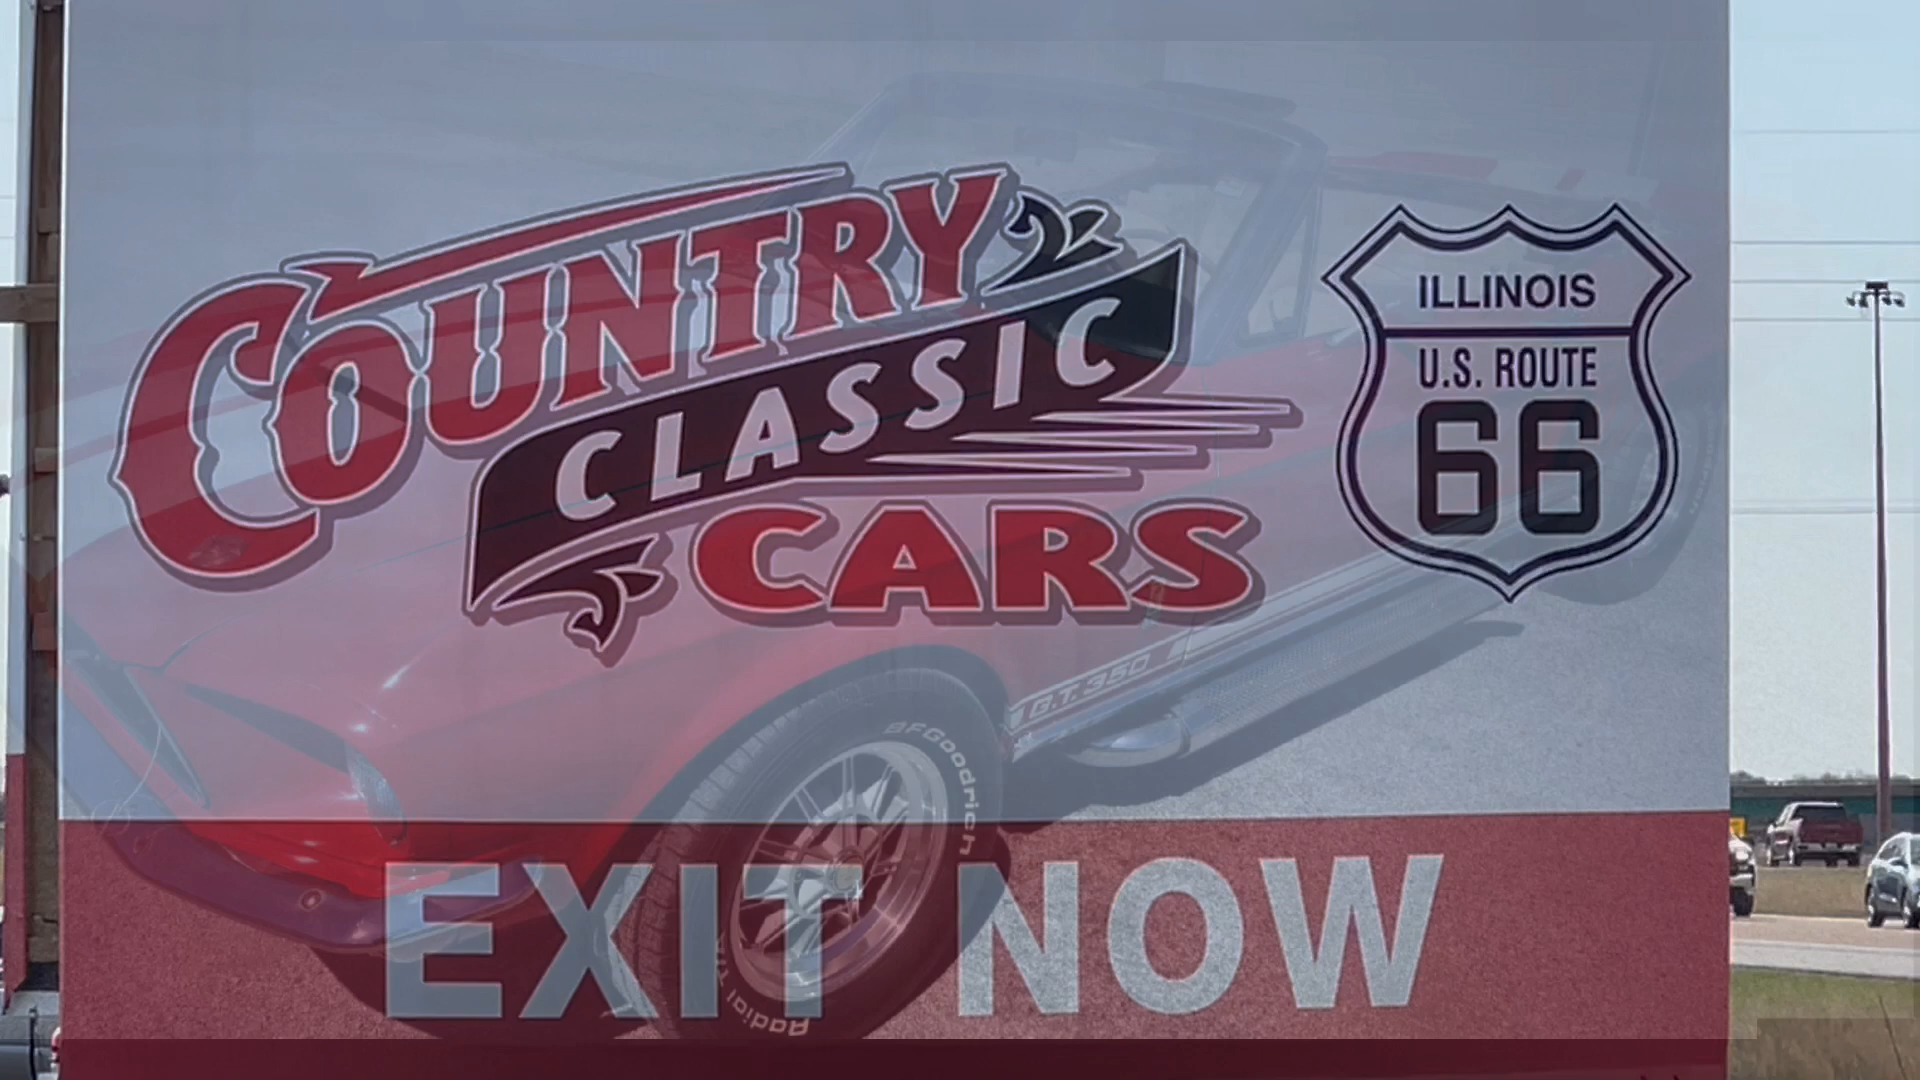 COUNTRY
CLASSIC
CARS
ILLINOIS
U.S. ROUTE
66
G.T. 350
BFGoodrich
Radial T/A
EXIT NOW